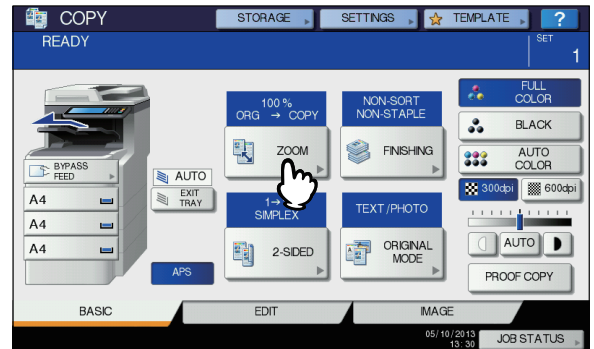 COPY
STORAGE
SETTINGS
TEMPLATE
?
READY
SET
1
100 %
ORG → COPY
NON-SORT
NON-STAPLE
FULL
COLOR
ZOOM
FINISHING
BLACK
BYPASS
FEED
AUTO
AUTO
COLOR
EXIT
TRAY
300dpi
600dpi
A4
1→
SIMPLEX
TEXT/PHOTO
A4
2-SIDED
ORIGINAL
MODE
AUTO
A4
APS
PROOF COPY
BASIC
EDIT
IMAGE
05/10/2013
13:30
JOB STATUS